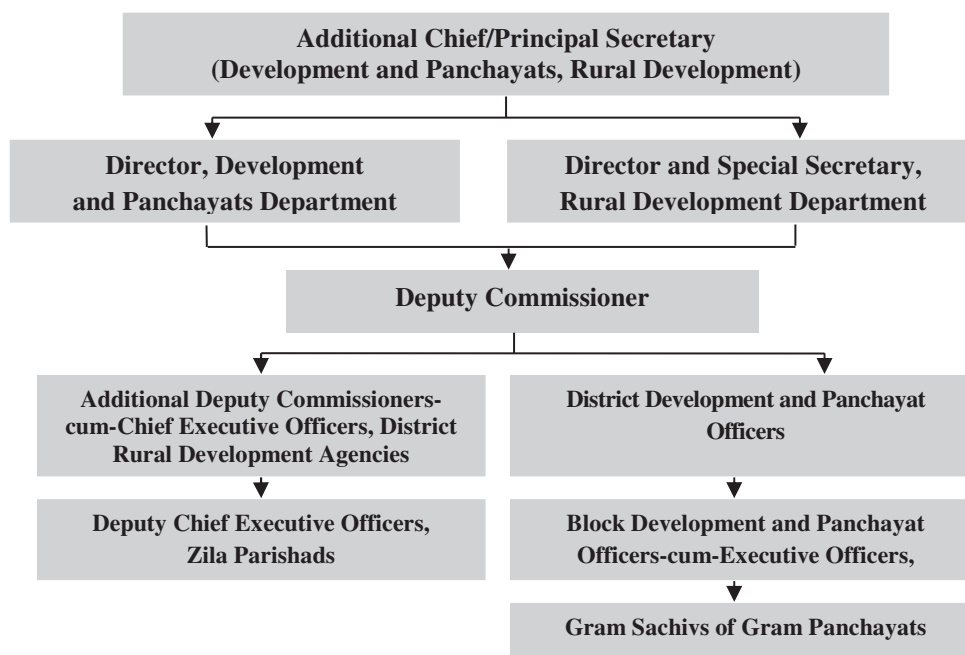 Additional Chief/Principal Secretary
(Development and Panchayats, Rural Development)
Director, Development
and Panchayats Department
Director and Special Secretary,
Rural Development Department
Deputy Commissioner
Additional Deputy Commissioners-
cum-Chief Executive Officers, District
Rural Development Agencies
District Development and Panchayat
Officers
Deputy Chief Executive Officers,
Zila Parishads
Block Development and Panchayat
Officers-cum-Executive Officers,
Gram Sachivs of Gram Panchayats